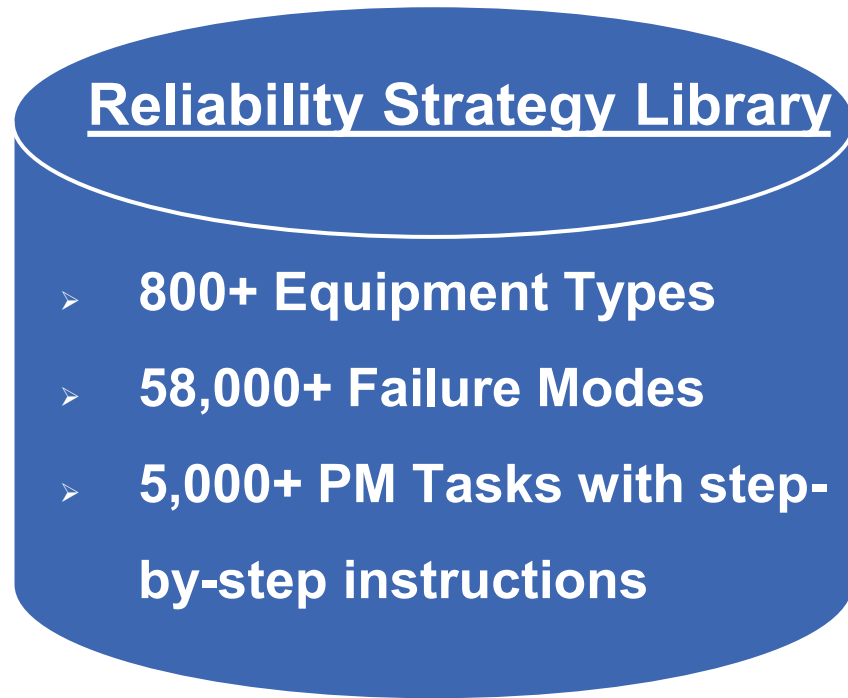 Reliability Strategy Library
➢ 800+ Equipment Types
➢ 58,000+ Failure Modes
➢ 5,000+ PM Tasks with step-
by-step instructions